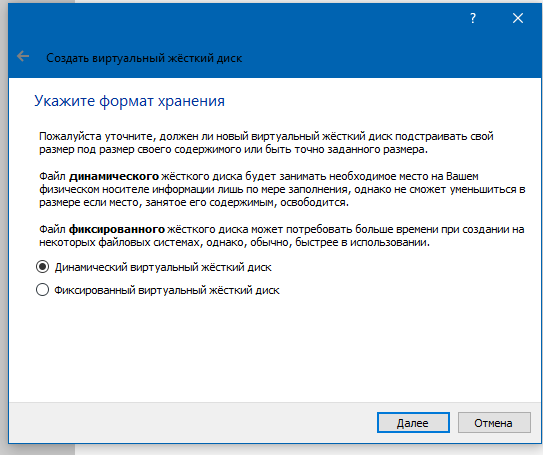 ?
Создать виртуальный жёсткий диск
Укажите формат хранения
Пожалуйста уточните, должен ли новый виртуальный жёсткий диск подстраивать свой
размер под размер своего содержимого или быть точно заданного размера.
Файл динамического жёсткого диска будет занимать необходимое место на Вашем
физическом носителе информации лишь по мере заполнения, однако не сможет уменьшиться в
размере если место, занятое его содержимым, освободится.
Файл фиксированного жёсткого диска может потребовать больше времени при создании на
некоторых файловых системах, однако, обычно, быстрее в использовании.
Динамический виртуальный жёсткий диск
Фиксированный виртуальный жёсткий диск
Далее
Отмена